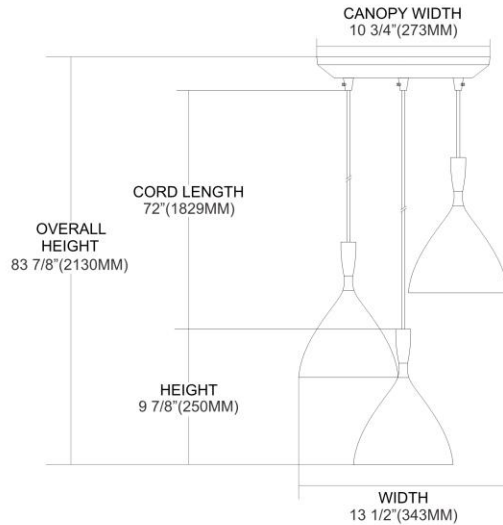 CANOPY WIDTH
10 3/4"(273MM)
CORD LENGTH
72"(1829MM)
OVERALL
HEIGHT
83 7/8"(2130MM)
HEIGHT
9 7/8"(250MM)
WIDTH
13 1/2"(343MM)